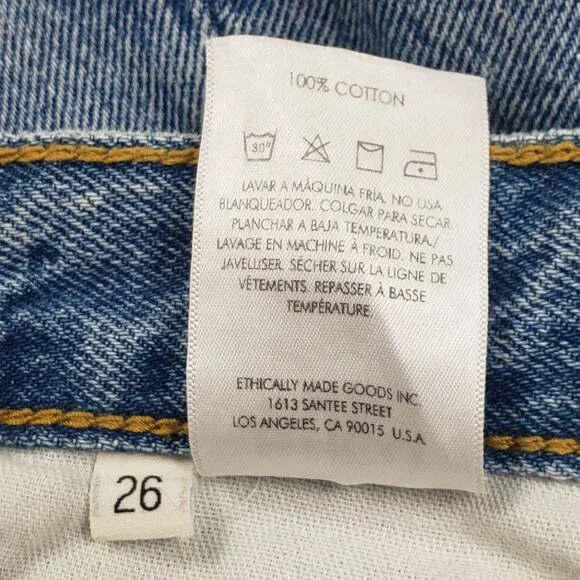 100% COTTON
30°
LAVAR A MÁQUINA FRÍA. NO USA
BLANQUEADOR. COLGAR PARA SECAR.
PLANCHAR A BAJA TEMPERATURA./
LAVAGE EN MACHINE À FROID. NE PAS
JAVELLISER. SÉCHER SUR LA LIGNE DE
VÊTEMENTS. REPASSER À BASSE
TEMPÉRATURE.
ETHICALLY MADE GOODS INC.
1613 SANTEE STREET
LOS ANGELES, CA 90015 U.S.A.
26